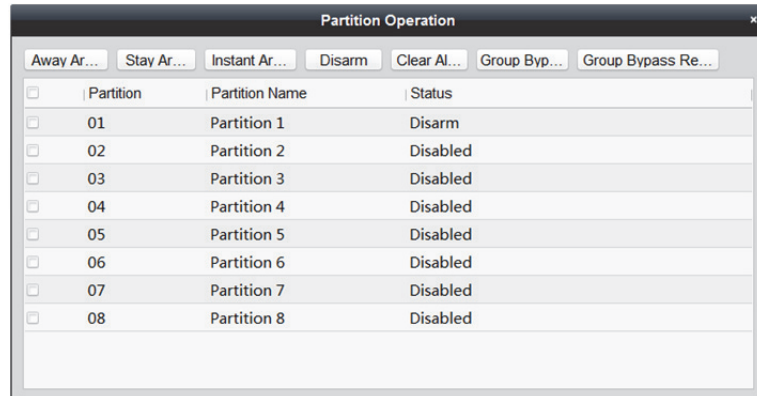 Partition Operation
Away Ar... Stay Ar... Instant Ar... Disarm Clear Al... Group Byp... Group Bypass Re...
Partition Partition Name Status
01 Partition 1 Disarm
02 Partition 2 Disabled
03 Partition 3 Disabled
04 Partition 4 Disabled
05 Partition 5 Disabled
06 Partition 6 Disabled
07 Partition 7 Disabled
08 Partition 8 Disabled